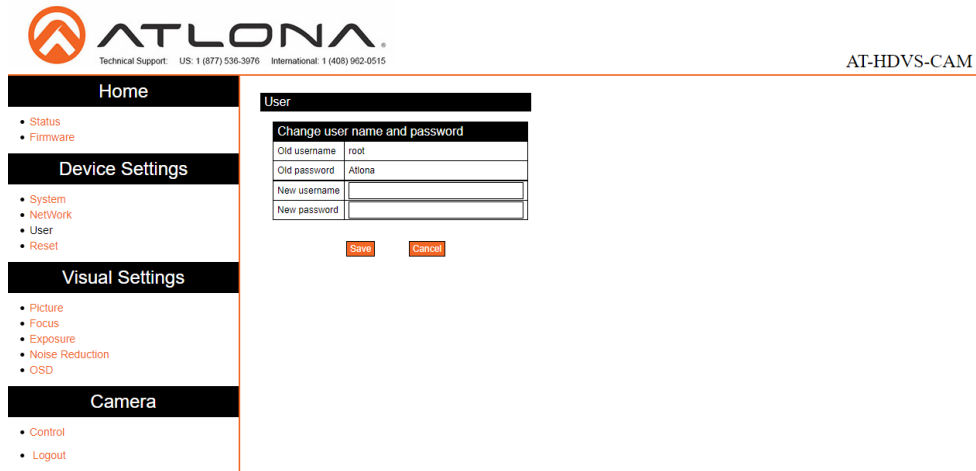 ATLONA®
Technical Support: US: 1 (877) 536-3976 International: 1 (408) 962-0515
AT-HDVS-CAM
Home
Status
Firmware
Device Settings
System
NetWork
User
Reset
Visual Settings
Picture
Focus
Exposure
Noise Reduction
OSD
Camera
Control
Logout
User
Change user name and password
Old username root
Old password Atlona
New username
New password
Save Cancel